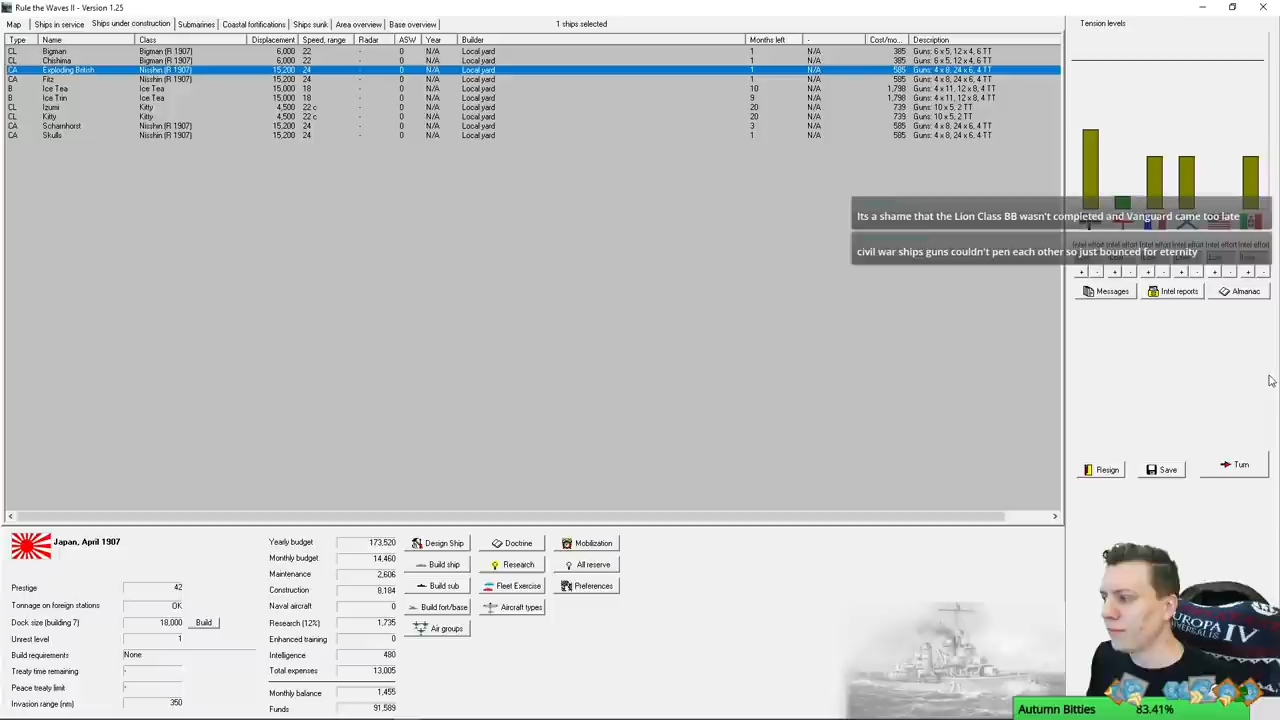 Rule the Waves II - Version 1.25
Map Ships in service Ships under construction Submarines Coastal fortifications Ships sunk Area overview Base overview 1 ships selected Tension levels
Type Name Class Displacement Speed, range Radar ASW Year Builder Months left - Cost/mo... Description
CL Bigman Bigman (R 1907) 6,000 22 - 0 N/A Local yard 1 N/A 385 Guns: 6 x 5, 12 x 4, 6 TT
CL Chishima Bigman (R 1907) 6,000 22 - 0 N/A Local yard 1 N/A 385 Guns: 6 x 5, 12 x 4, 6 TT
CA Exploding British Nisshin (R 1907) 15,200 24 - 0 N/A Local yard 1 N/A 585 Guns: 4 x 8, 24 x 6, 4 TT
CA Fitz Nisshin (R 1907) 15,200 24 - 0 N/A Local yard 1 N/A 585 Guns: 4 x 8, 24 x 6, 4 TT
B Ice Tea Ice Tea 15,000 18 - 0 N/A Local yard 10 N/A 1,798 Guns: 4 x 11, 12 x 8, 4 TT
B Ice Trin Ice Tea 15,000 18 - 0 N/A Local yard 9 N/A 1,798 Guns: 4 x 11, 12 x 8, 4 TT
CL Izumi Kitty 4,500 22 c - 0 N/A Local yard 20 N/A 739 Guns: 10 x 5, 2 TT
CL Kitty Kitty 4,500 22 c - 0 N/A Local yard 20 N/A 739 Guns: 10 x 5, 2 TT
CA Scharnhorst Nisshin (R 1907) 15,200 24 - 0 N/A Local yard 3 N/A 585 Guns: 4 x 8, 24 x 6, 4 TT
CA Skulls Nisshin (R 1907) 15,200 24 - 0 N/A Local yard 1 N/A 585 Guns: 4 x 8, 24 x 6, 4 TT
Its a shame that the Lion Class BB wasn't completed and Vanguard came too late
Intel effort Intel effort Intel effort Intel effort Intel effort Intel effort
civil war ships guns couldn't pen each other so just bounced for eternity
+ - + - + - + - + - + -
Messages Intel reports Almanac
Resign Save Turn
Japan, April 1907
Prestige 42
Tonnage on foreign stations OK
Dock size (building 7) 18,000 Build
Unrest level 1
Build requirements None
Treaty time remaining -
Peace treaty limit -
Invasion range (nm) 350
Yearly budget 173,520
Monthly budget 14,460
Maintenance 2,606
Construction 8,184
Naval aircraft 0
Research (12%) 1,735
Enhanced training 0
Intelligence 480
Total expenses 13,005
Monthly balance 1,455
Funds 91,589
Design Ship Doctrine Mobilization
Build ship Research All reserve
Build sub Fleet Exercise Preferences
Build fort/base Aircraft types
Air groups
EUROPA IV
Autumn Bitties 83.41%